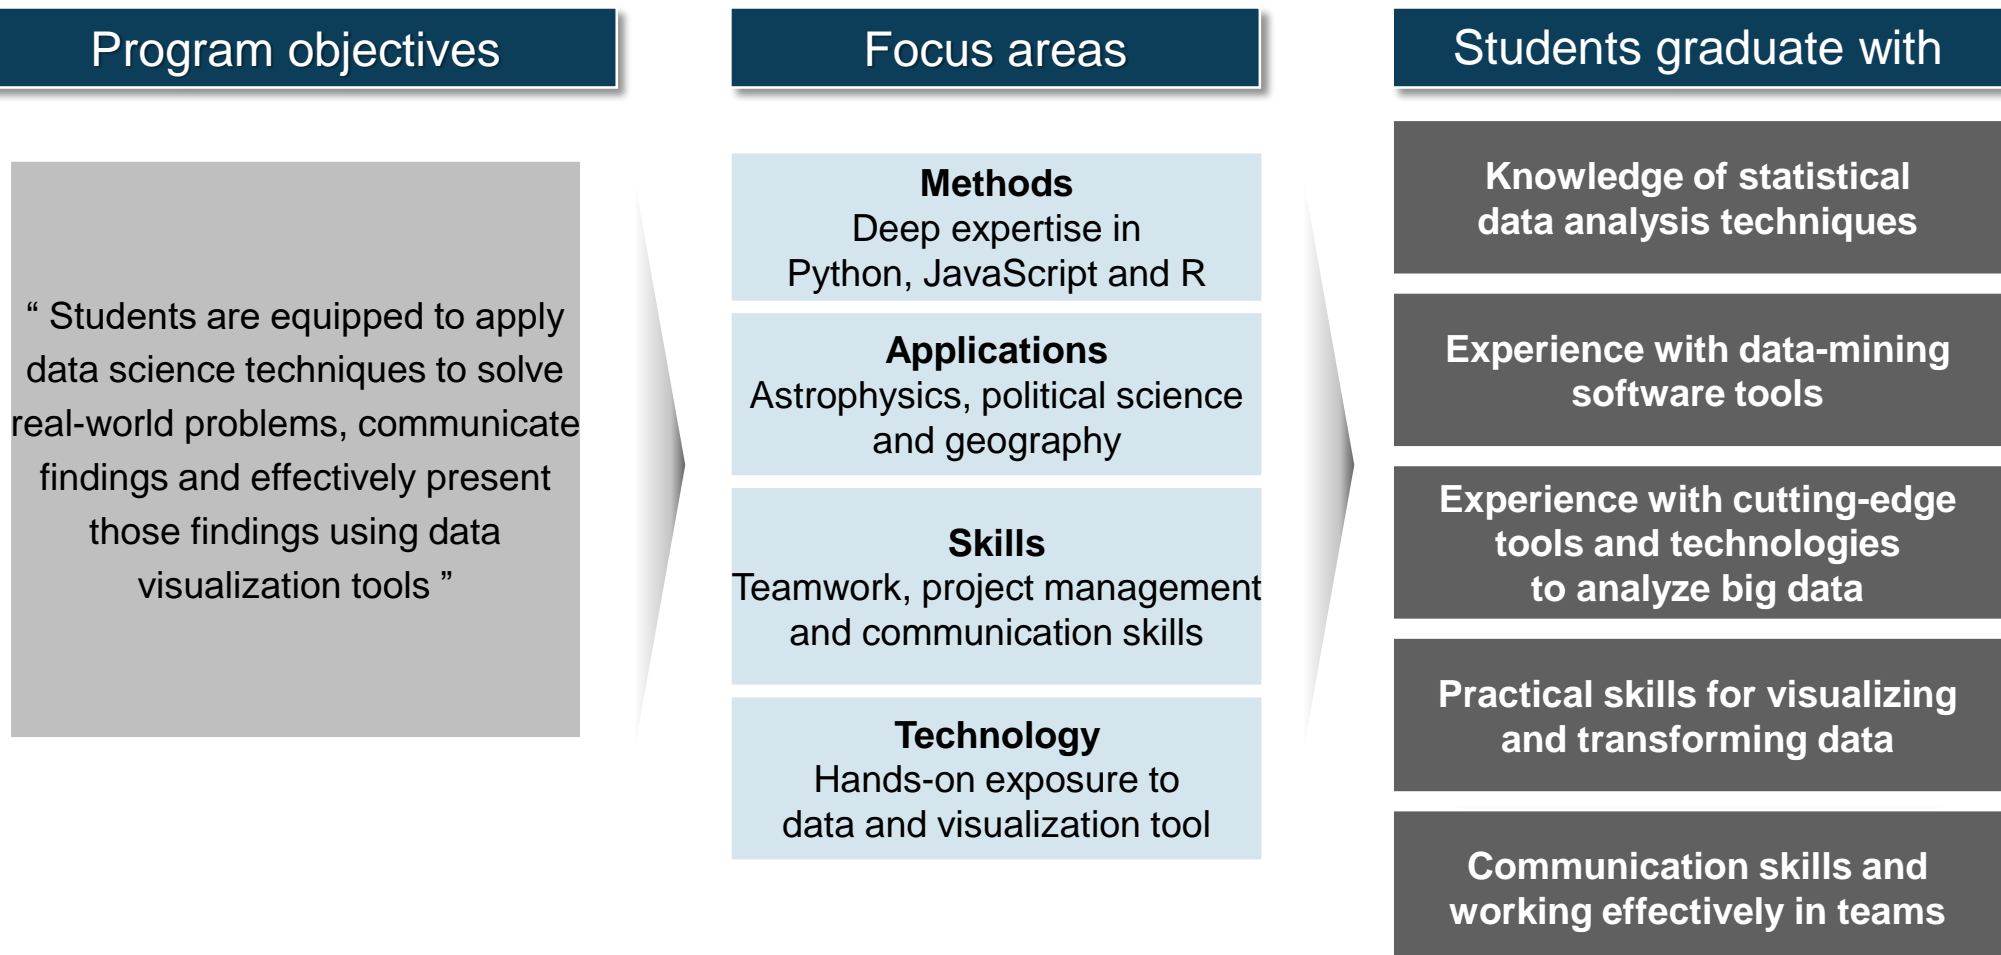 Program objectives
“ Students are equipped to apply
data science techniques to solve
real-world problems, communicate
findings and effectively present
those findings using data
visualization tools ”
Focus areas
Methods
Deep expertise in
Python, JavaScript and R
Applications
Astrophysics, political science
and geography
Skills
Teamwork, project management
and communication skills
Technology
Hands-on exposure to
data and visualization tool
Students graduate with
Knowledge of statistical
data analysis techniques
Experience with data-mining
software tools
Experience with cutting-edge
tools and technologies
to analyze big data
Practical skills for visualizing
and transforming data
Communication skills and
working effectively in teams